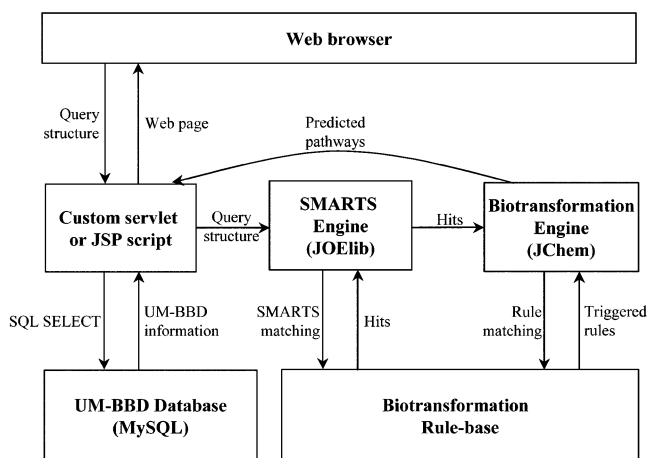 Web browser
Query
structure
Web page
Predicted
pathways
Custom servlet
or JSP script
Query
structure
SMARTS
Engine
(JOElib)
Hits
Biotransformation
Engine
(JChem)
SQL SELECT
UM-BBD
information
SMARTS
matching
Hits
Rule
matching
Triggered
rules
UM-BBD Database
(MySQL)
Biotransformation
Rule-base